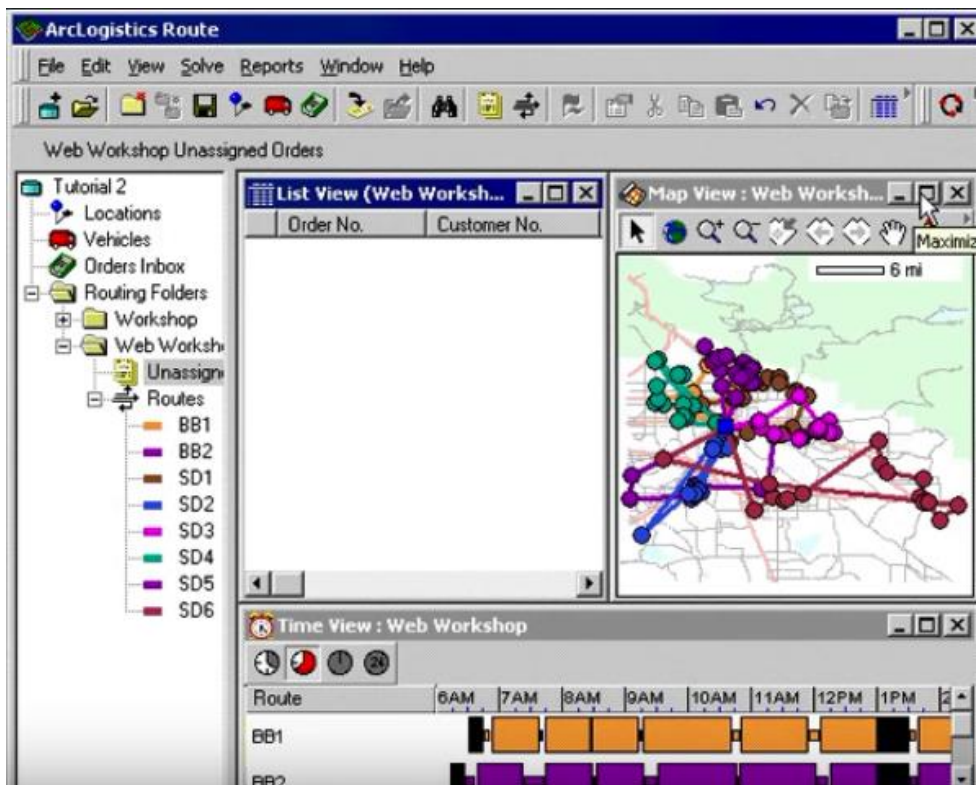 ArcLogistics Route
File Edit View Solve Reports Window Help
Web Workshop Unassigned Orders
Tutorial 2
Locations
Vehicles
Orders Inbox
Routing Folders
Workshop
Web Worksh
Unassign
Routes
BB1
BB2
SD1
SD2
SD3
SD4
SD5
SD6
List View (Web Worksh...
Order No. Customer No.
Map View : Web Worksh...
Maximiz
6 mi
Time View : Web Workshop
24
Route 6AM 7AM 8AM 9AM 10AM 11AM 12PM 1PM 2
BB1
BB2